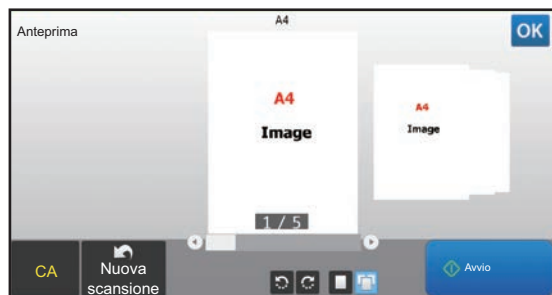 A4
Anteprima
OK
A4
Image
A4
Image
1 / 5
CA
Nuova
scansione
Avvio